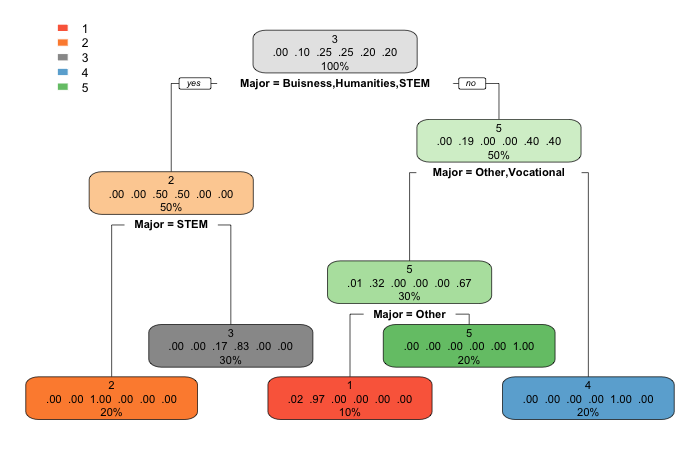 1
2
3
4
5
3
.00 .10 .25 .25 .20 .20
100%
yes
Major = Buisness,Humanities,STEM
no
5
.00 .19 .00 .00 .40 .40
50%
2
.00 .00 .50 .50 .00 .00
50%
Major = Other,Vocational
Major = STEM
5
.01 .32 .00 .00 .00 .67
30%
Major = Other
3
.00 .00 .17 .83 .00 .00
30%
5
.00 .00 .00 .00 .00 1.00
20%
2
.00 .00 1.00 .00 .00 .00
20%
1
.02 .97 .00 .00 .00 .00
10%
4
.00 .00 .00 .00 1.00 .00
20%